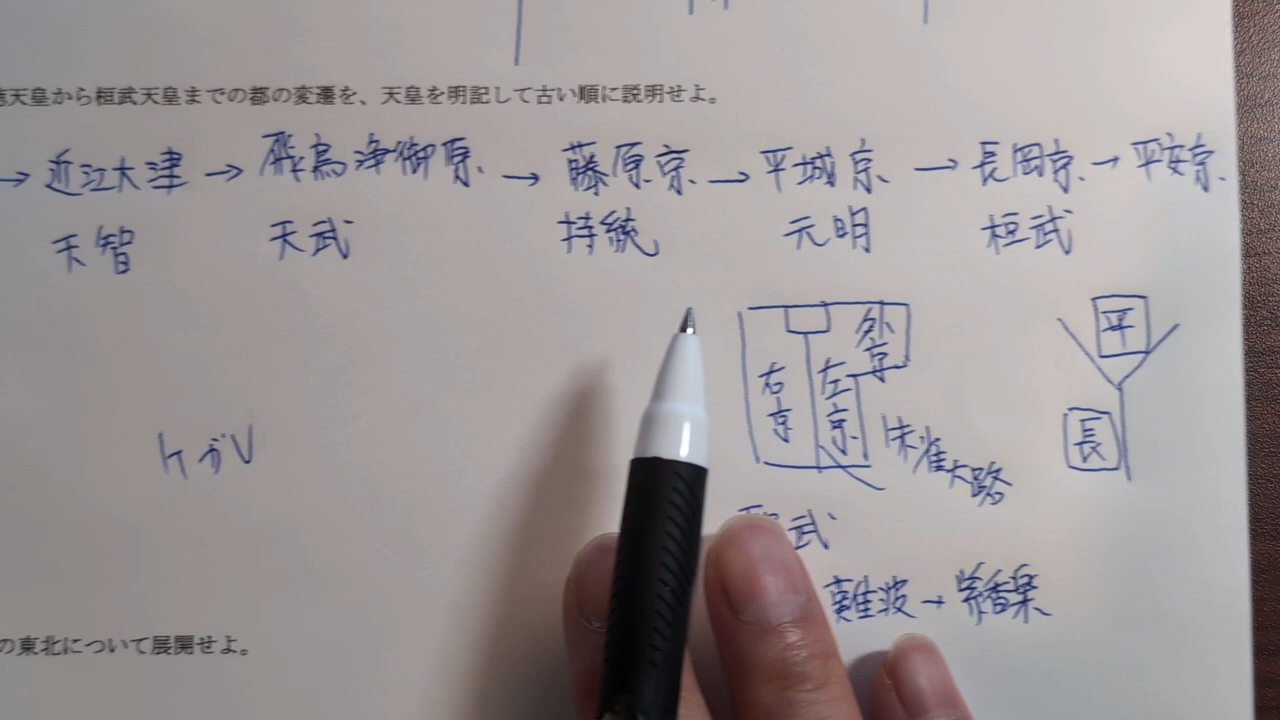 天皇から桓武天皇までの都の変遷を、天皇を明記して古い順に説明せよ。
→近江大津→飛鳥浄御原→藤原京→平城京→長岡京→平安京
天智 天武 持統 元明 桓武
外京
右京
左京
朱雀大路
平
長
ケガレ
武
難波→紫香楽
の東北について展開せよ。